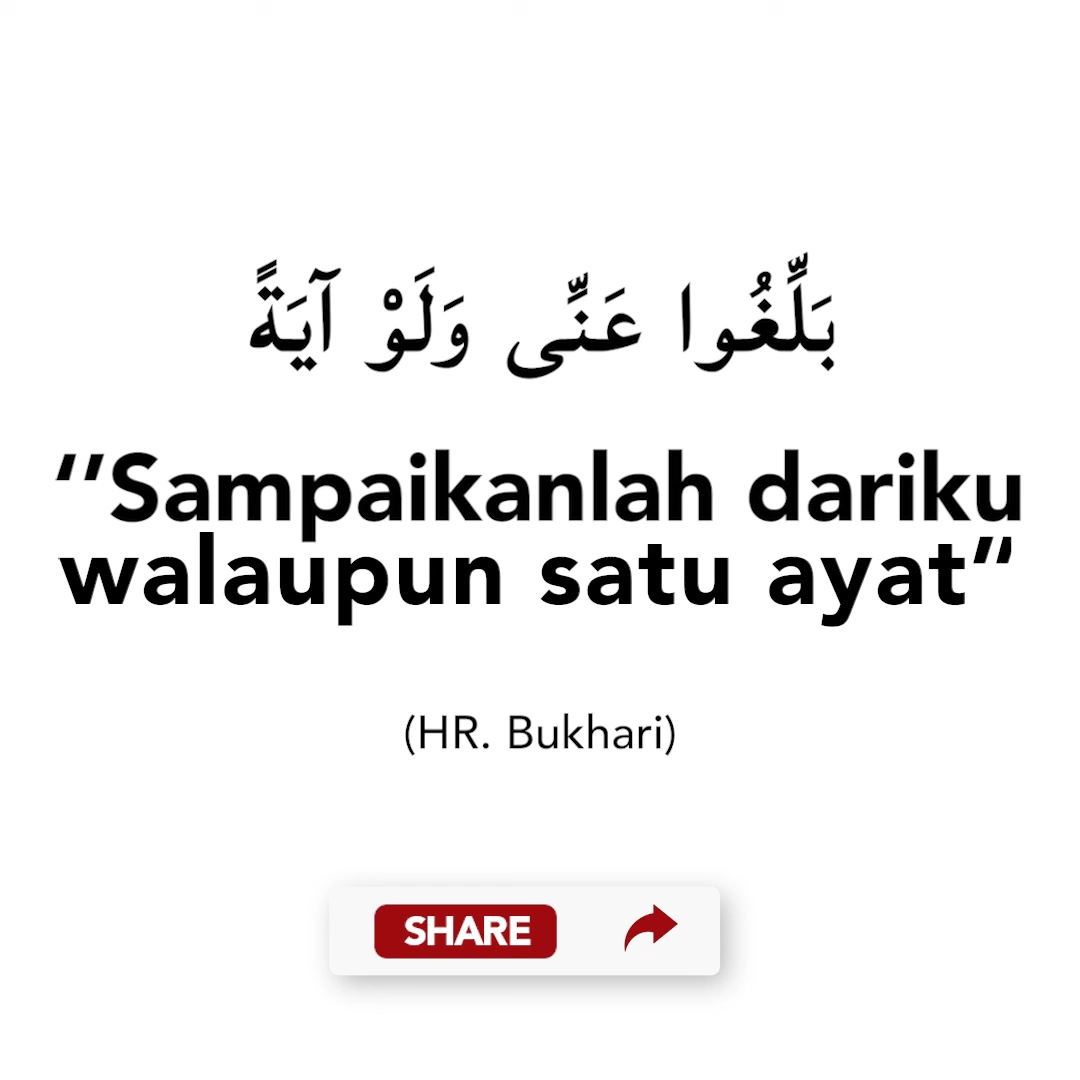 بَلِّغُوا عَنِّى وَلَوْ آيَةً
‘‘Sampaikanlah dariku
walaupun satu ayat“
(HR. Bukhari)
SHARE